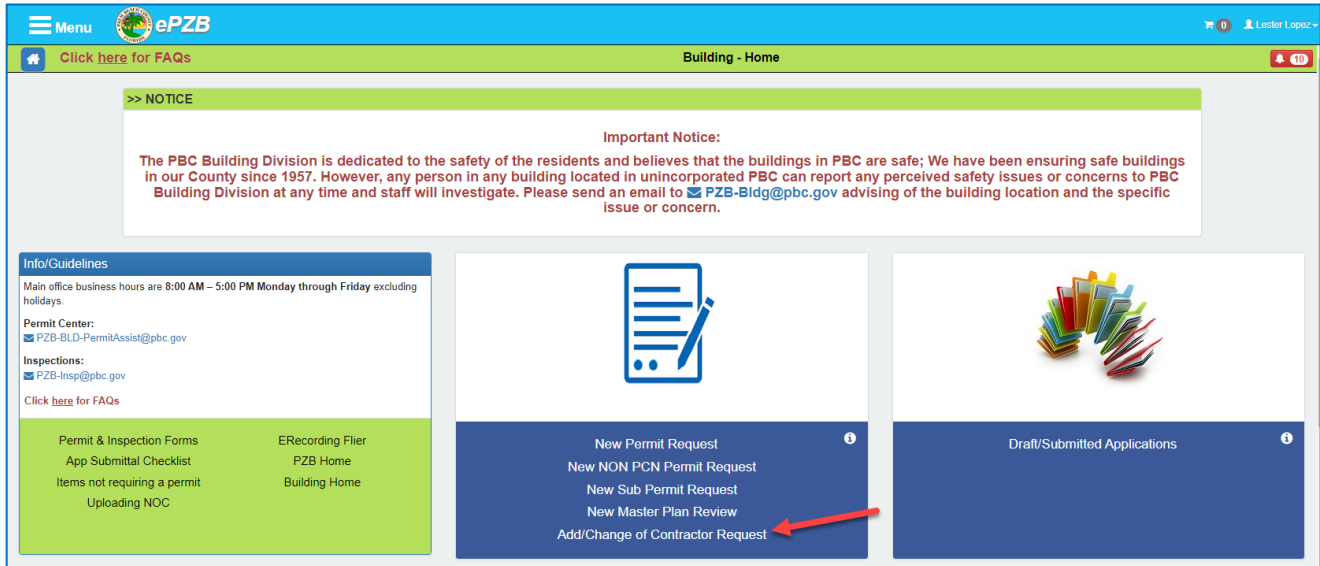 Menu
ePZB
0
Lester Lopez
Click here for FAQs
Building - Home
10
>> NOTICE
Important Notice:
The PBC Building Division is dedicated to the safety of the residents and believes that the buildings in PBC are safe; We have been ensuring safe buildings
in our County since 1957. However, any person in any building located in unincorporated PBC can report any perceived safety issues or concerns to PBC
Building Division at any time and staff will investigate. Please send an email to PZB-Bldg@pbc.gov advising of the building location and the specific
issue or concern.
Info/Guidelines
Main office business hours are 8:00 AM – 5:00 PM Monday through Friday excluding
holidays.
Permit Center:
PZB-BLD-PermitAssist@pbc.gov
Inspections:
PZB-Insp@pbc.gov
Click here for FAQs
Permit & Inspection Forms
App Submittal Checklist
Items not requiring a permit
Uploading NOC
ERecording Flier
PZB Home
Building Home
New Permit Request
New NON PCN Permit Request
New Sub Permit Request
New Master Plan Review
Add/Change of Contractor Request
Draft/Submitted Applications